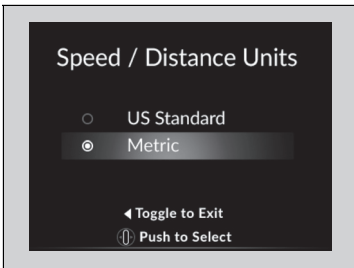 Speed / Distance Units
US Standard
Metric
Toggle to Exit
Push to Select